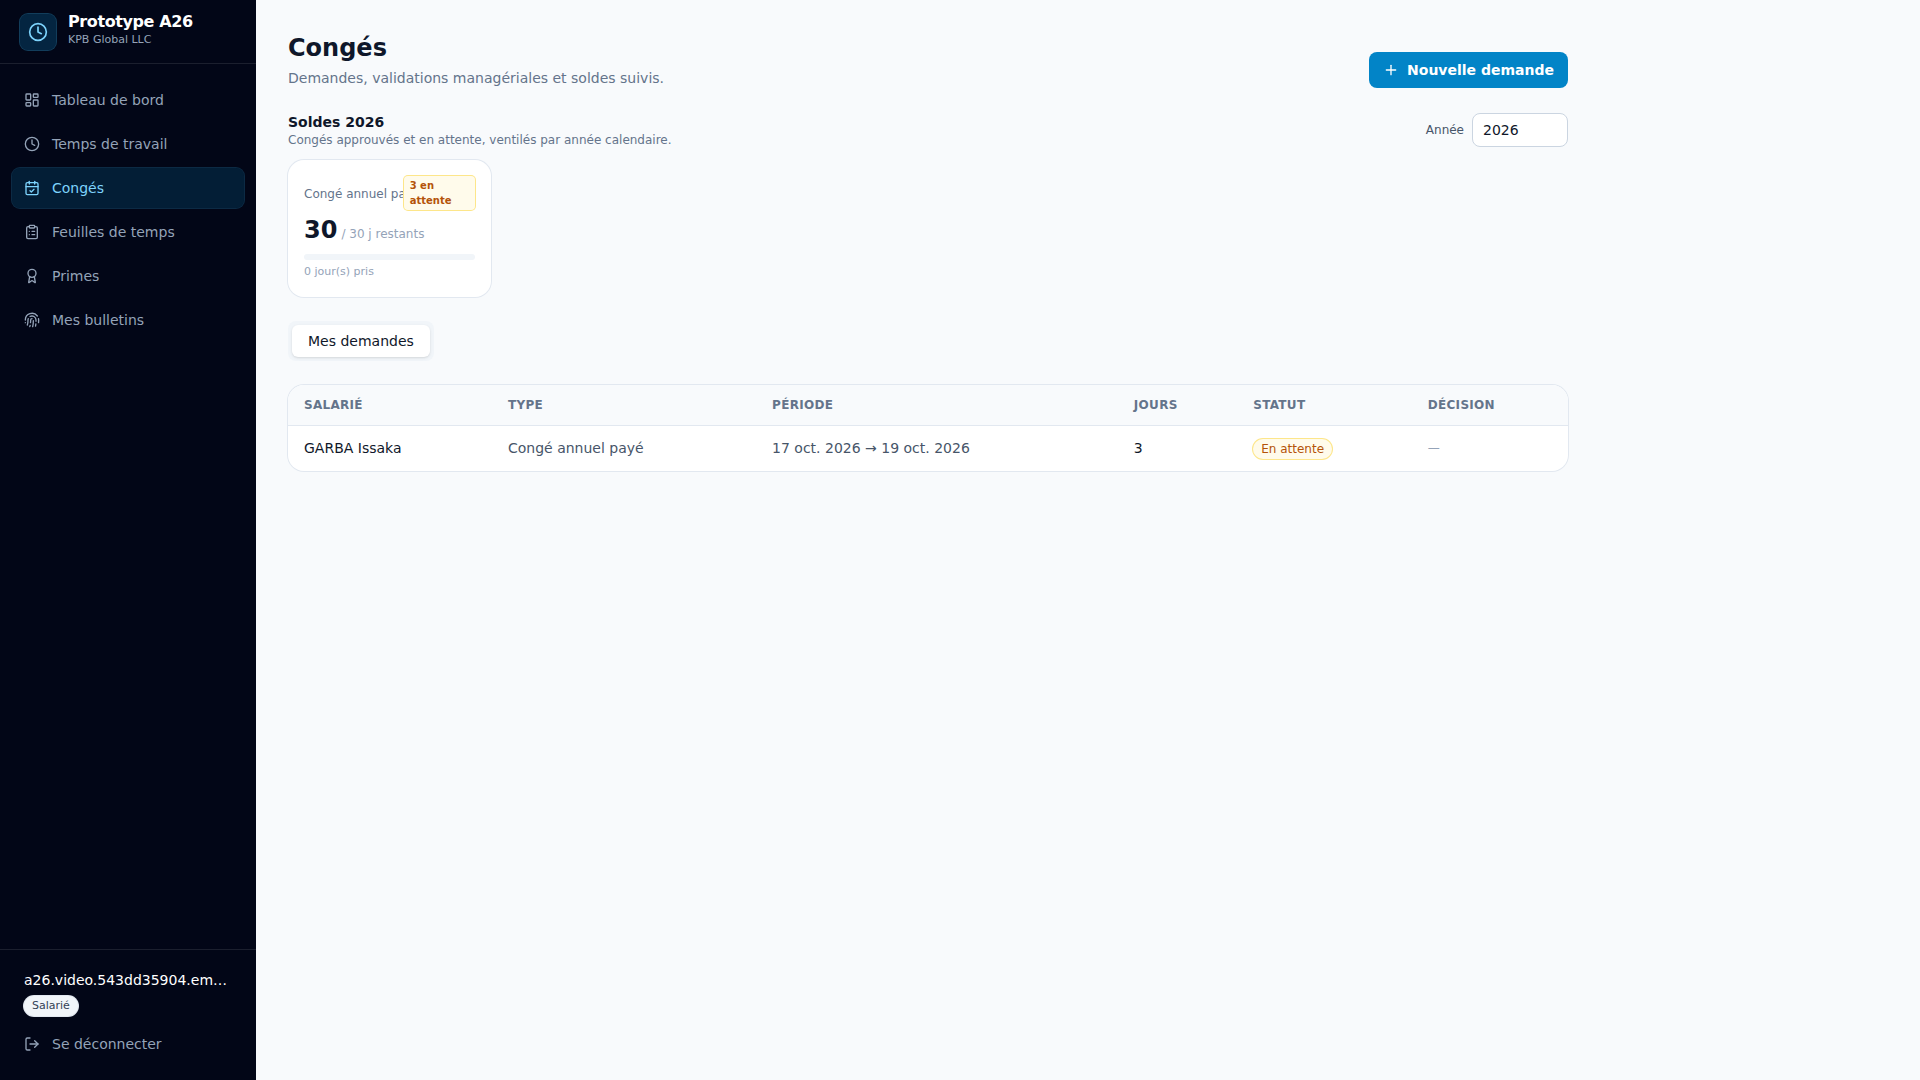 Prototype A26
KPB Global LLC
Tableau de bord
Temps de travail
Congés
Feuilles de temps
Primes
Mes bulletins
a26.video.543dd35904.em...
Salarié
Se déconnecter
Congés
Demandes, validations managériales et soldes suivis.
Nouvelle demande
Soldes 2026
Congés approuvés et en attente, ventilés par année calendaire.
Année 2026
Congé annuel pa
3 en
attente
30 / 30 j restants
0 jour(s) pris
Mes demandes
SALARIÉ TYPE PÉRIODE JOURS STATUT DÉCISION
GARBA Issaka Congé annuel payé 17 oct. 2026 → 19 oct. 2026 3 En attente —